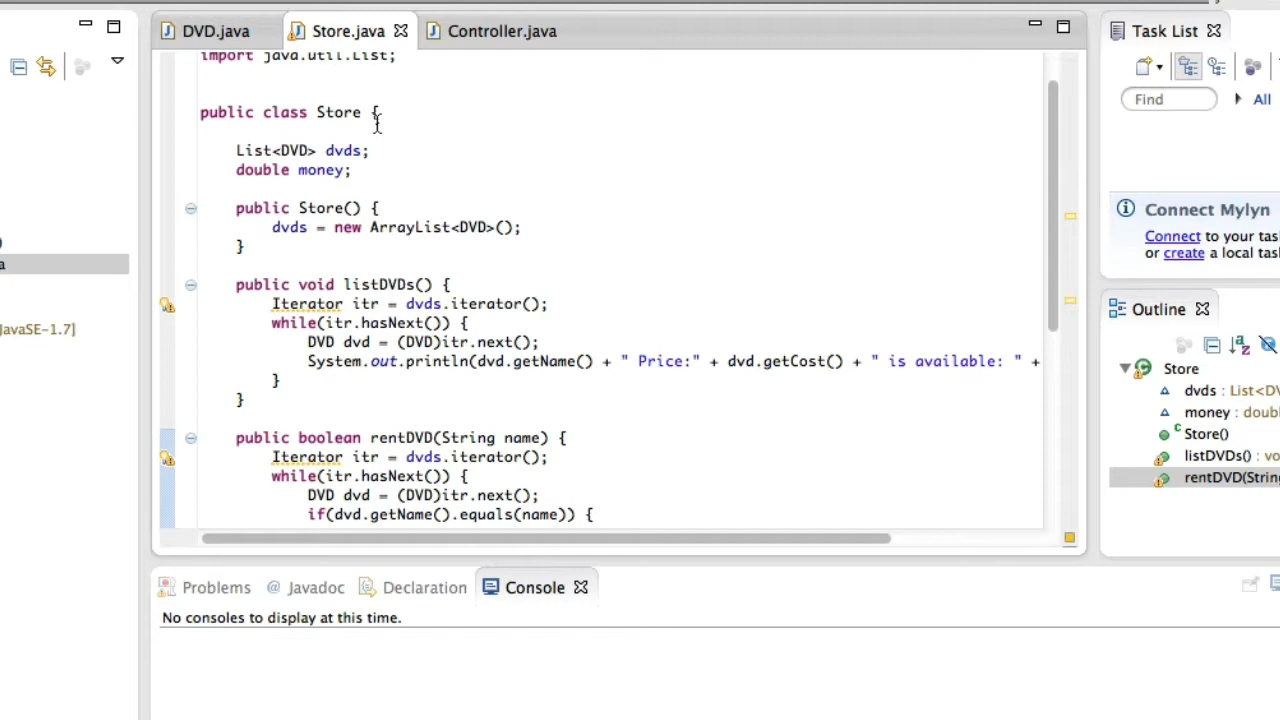 DVD.java
Store.java
Controller.java
import java.util.List;
public class Store {
List<DVD> dvds;
double money;
public Store() {
dvds = new ArrayList<DVD>();
}
public void listDVDs() {
Iterator itr = dvds.iterator();
while(itr.hasNext()) {
DVD dvd = (DVD)itr.next();
System.out.println(dvd.getName() + " Price:" + dvd.getCost() + " is available: " +
}
}
public boolean rentDVD(String name) {
Iterator itr = dvds.iterator();
while(itr.hasNext()) {
DVD dvd = (DVD)itr.next();
if(dvd.getName().equals(name)) {
a
JavaSE-1.7]
Problems
@ Javadoc
Declaration
Console
No consoles to display at this time.
Task List
Find
All
Connect Mylyn
Connect to your tas
or create a local task
Outline
Store
dvds : List<DV
money : doubl
Store()
listDVDs() : vo
rentDVD(String